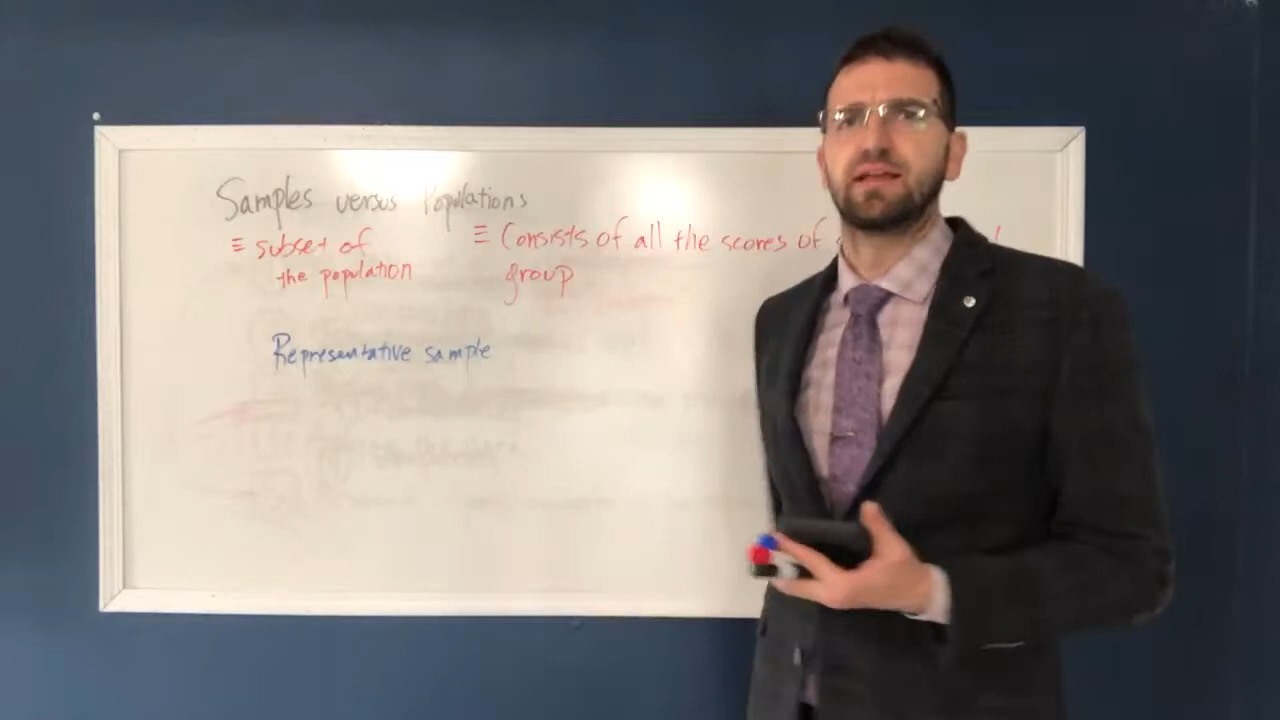 Samples versus Populations
≡ subset of
the population
≡ Consists of all the scores of
group
Representative sample